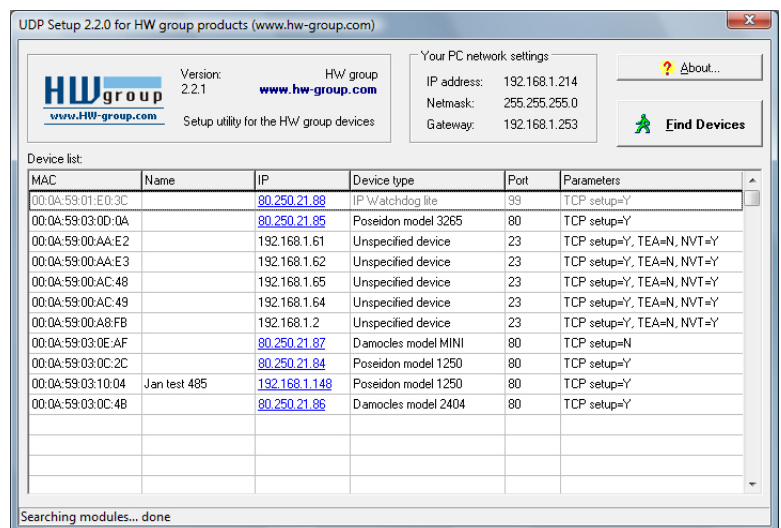 UDP Setup 2.2.0 for HW group products (www.hw-group.com)
HW group
www.HW-group.com
Version: HW group
2.2.1 www.hw-group.com
Setup utility for the HW group devices
Your PC network settings
IP address: 192.168.1.214
Netmask: 255.255.255.0
Gateway: 192.168.1.253
? About...
Find Devices
Device list:
MAC Name IP Device type Port Parameters
00:0A:59:01:E0:3C 80.250.21.88 IP Watchdog lite 99 TCP setup=Y
00:0A:59:03:0D:0A 80.250.21.85 Poseidon model 3265 80 TCP setup=Y
00:0A:59:00:AA:E2 192.168.1.61 Unspecified device 23 TCP setup=Y, TEA=N, NVT=Y
00:0A:59:00:AA:E3 192.168.1.62 Unspecified device 23 TCP setup=Y, TEA=N, NVT=Y
00:0A:59:00:AC:48 192.168.1.65 Unspecified device 23 TCP setup=Y, TEA=N, NVT=Y
00:0A:59:00:AC:49 192.168.1.64 Unspecified device 23 TCP setup=Y, TEA=N, NVT=Y
00:0A:59:00:A8:FB 192.168.1.2 Unspecified device 23 TCP setup=Y, TEA=N, NVT=Y
00:0A:59:03:0E:AF 80.250.21.87 Damocles model MINI 80 TCP setup=N
00:0A:59:03:0C:2C 80.250.21.84 Poseidon model 1250 80 TCP setup=Y
00:0A:59:03:10:04 Jan test 485 192.168.1.148 Poseidon model 1250 80 TCP setup=Y
00:0A:59:03:0C:4B 80.250.21.86 Damocles model 2404 80 TCP setup=Y
Searching modules... done